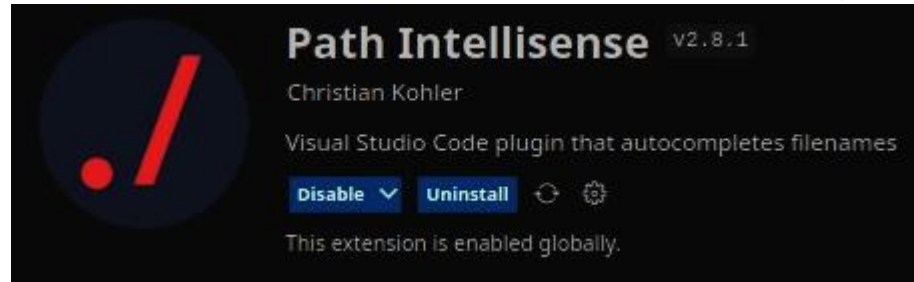 ./
Path Intellisense v2.8.1
Christian Kohler
Visual Studio Code plugin that autocompletes filenames
Disable Uninstall
This extension is enabled globally.